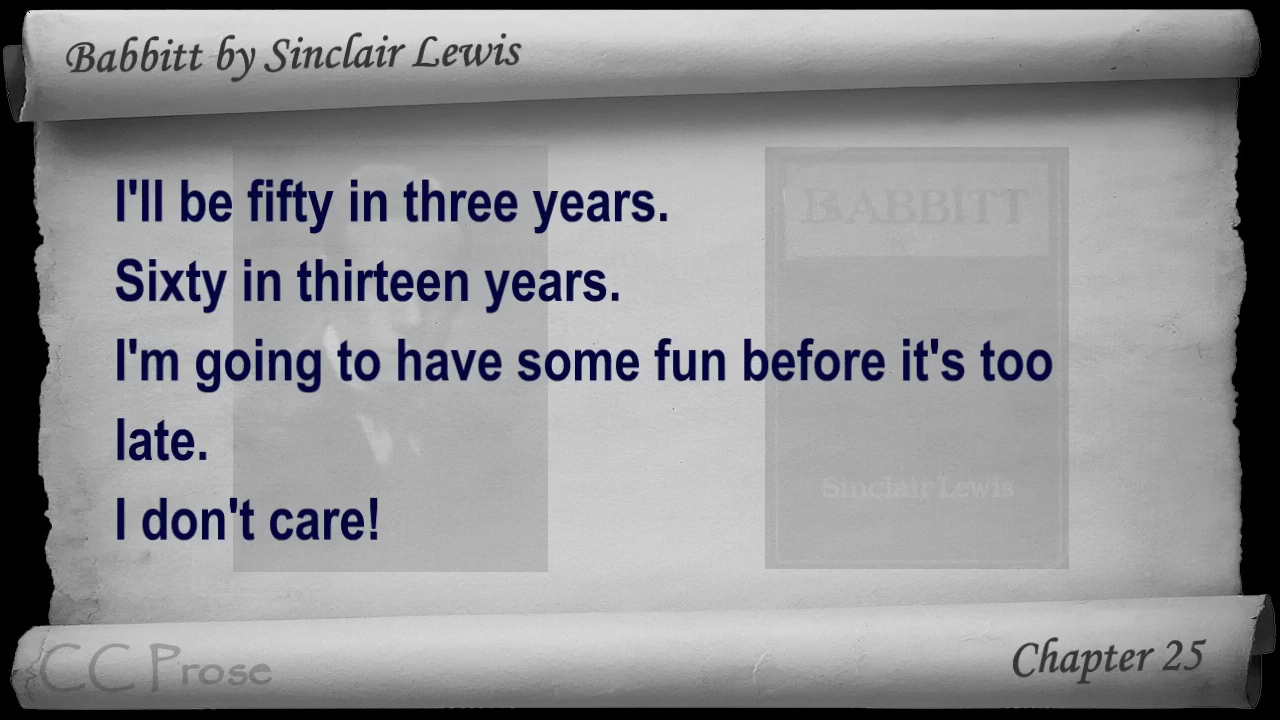 Babbitt by Sinclair Lewis
BABBITT
I'll be fifty in three years.
Sixty in thirteen years.
I'm going to have some fun before it's too
late.
I don't care!
Sinclair Lewis
CC Prose
Chapter 25